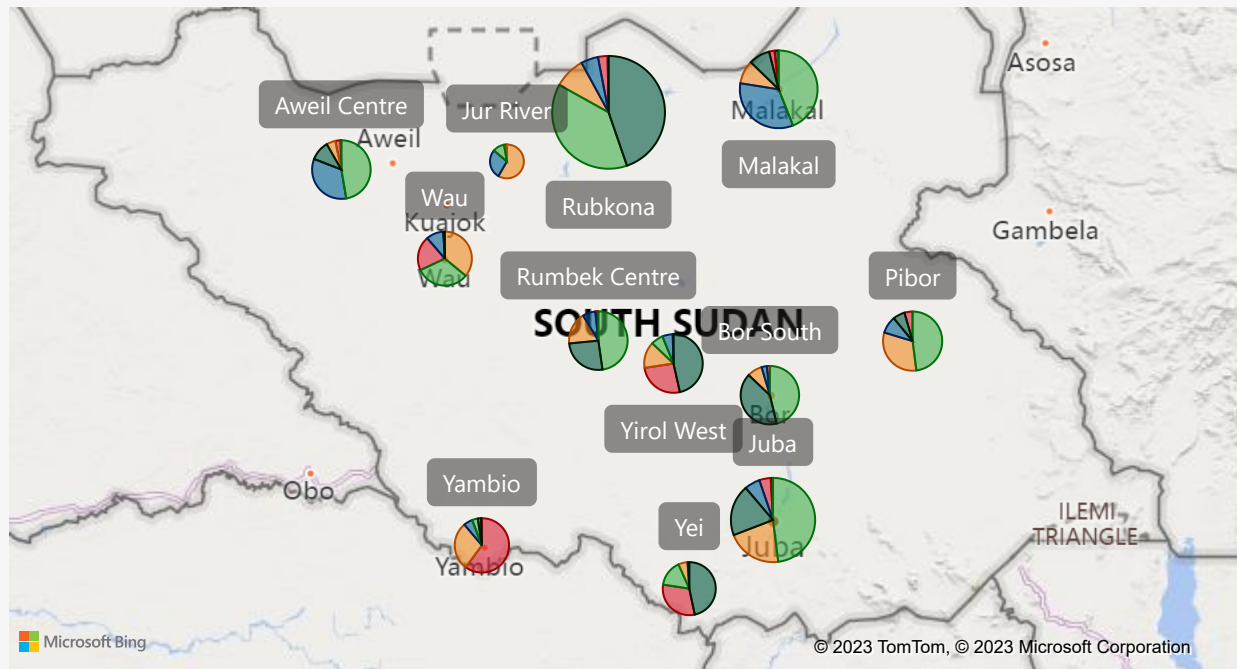 Asosa
Aweil Centre
Jur River
Malakal
Aweil
Malakal
Wau
Rubkona
Kuajok
Gambela
Wau
Rumbek Centre
Pibor
SOUTH SUDAN
Bor South
Bor
Yirol West
Juba
Yambio
Obo
Yei
ILEMI
TRIANGLE
Juba
Yambio
Microsoft Bing
© 2023 TomTom, © 2023 Microsoft Corporation